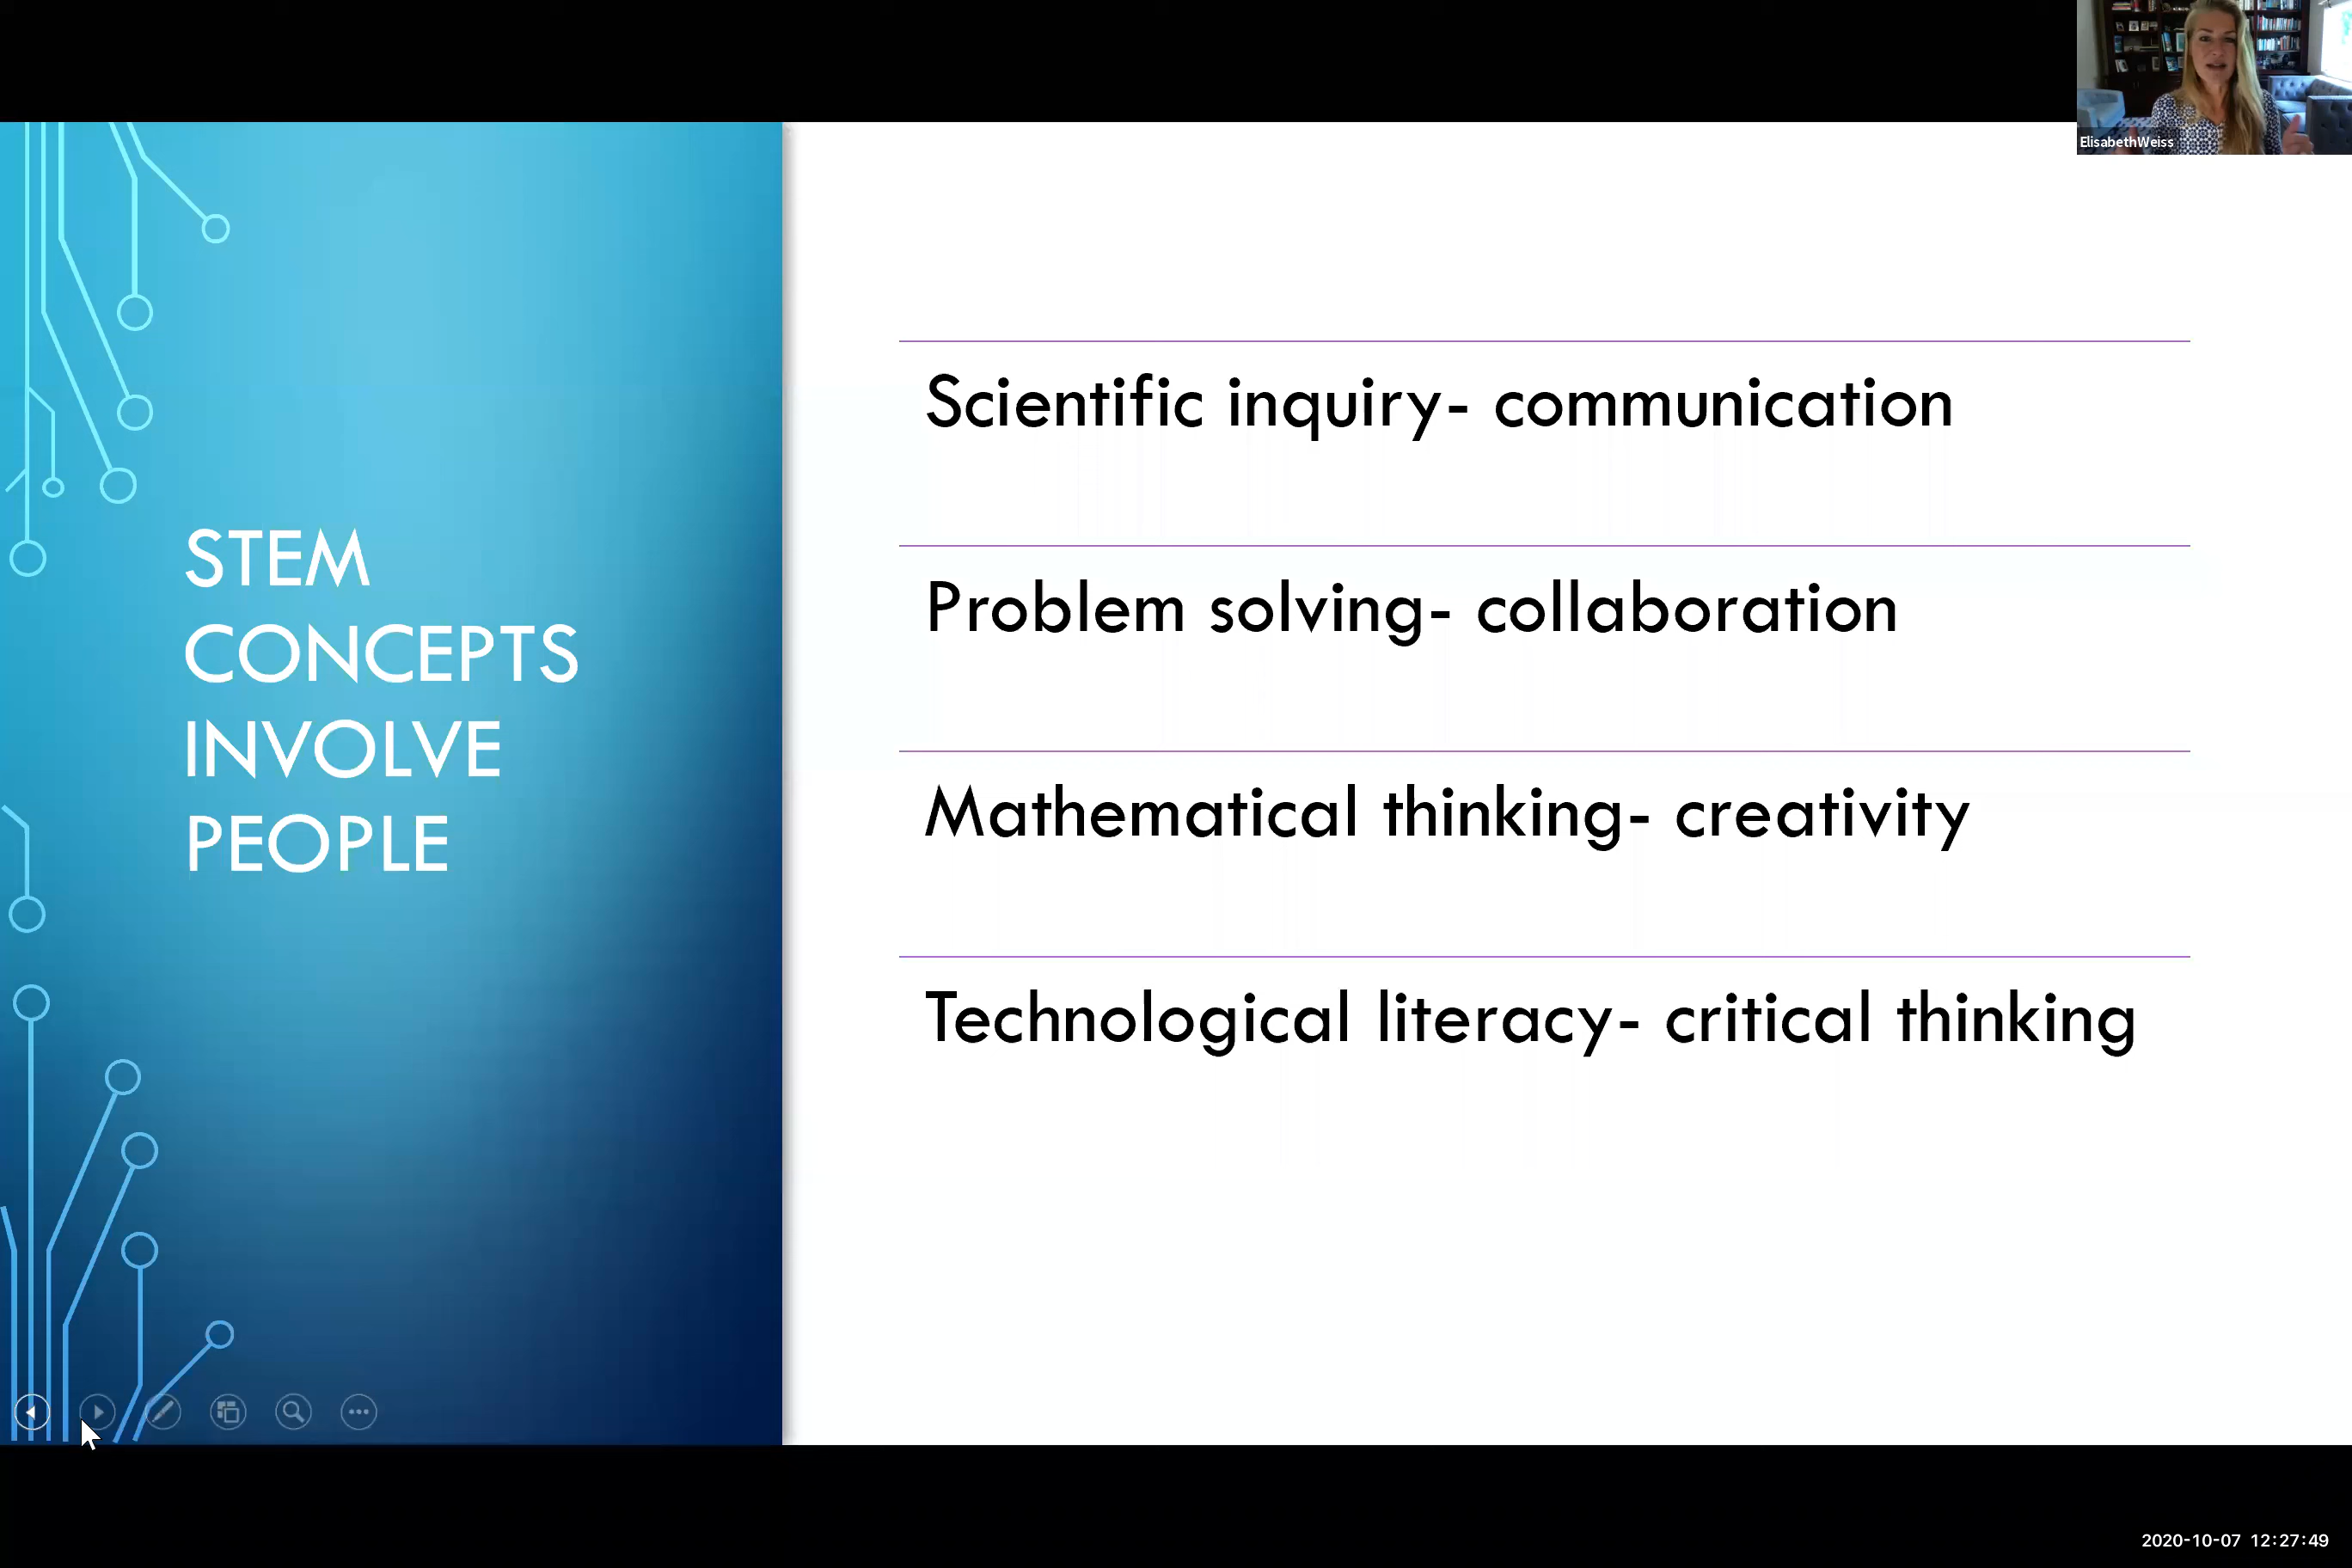 ElisabethWeiss
STEM
CONCEPTS
INVOLVE
PEOPLE
Scientific inquiry- communication
Problem solving- collaboration
Mathematical thinking- creativity
Technological literacy- critical thinking
2020-10-07 12:27:49